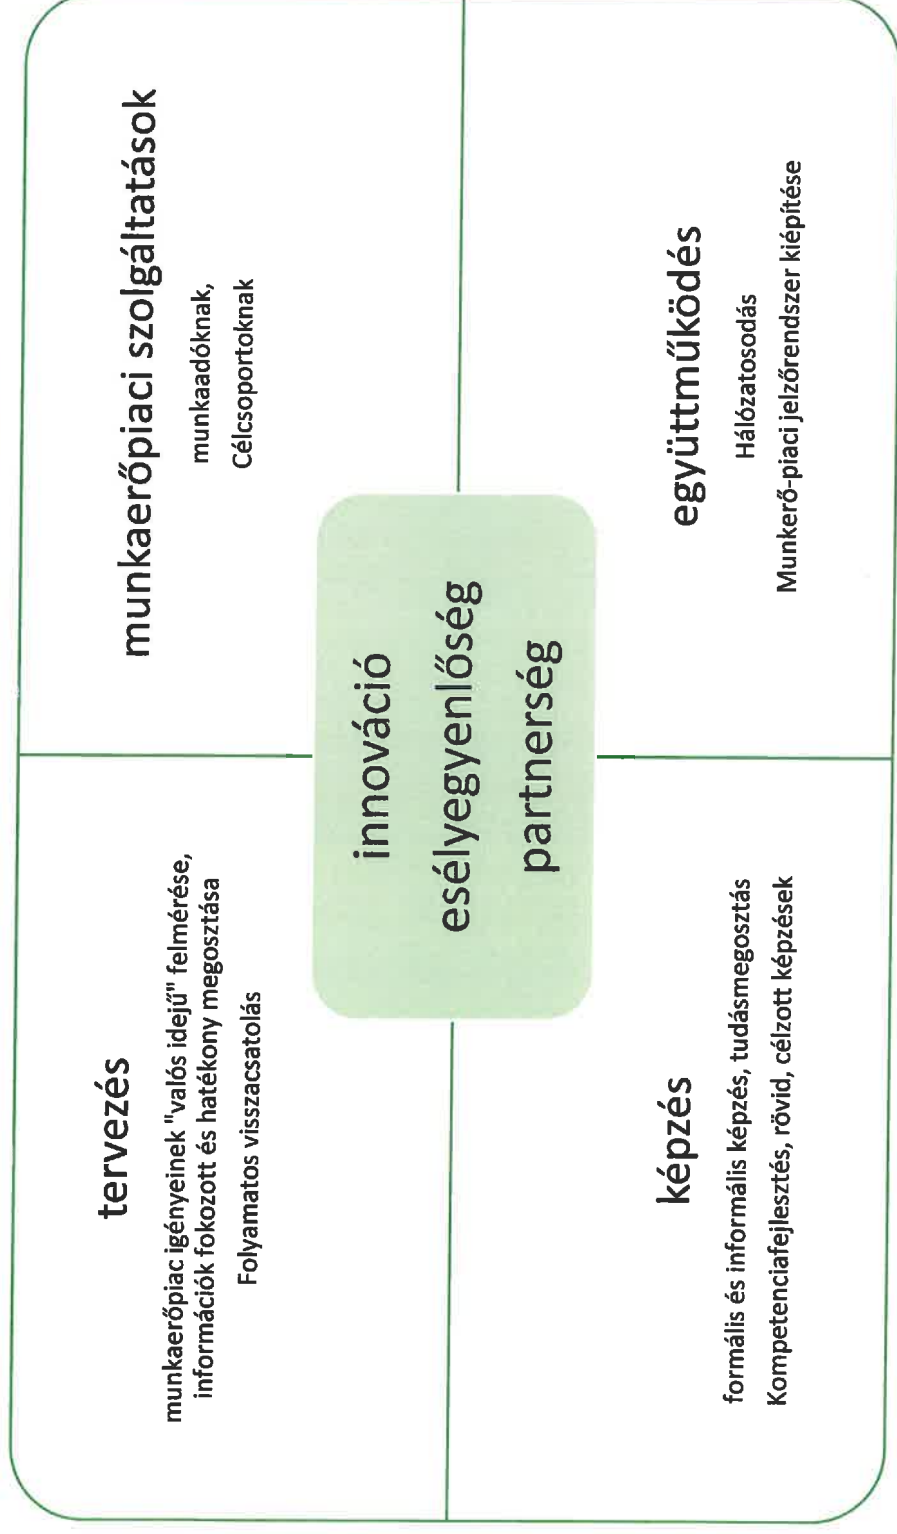 tervezés
munkaerőpiac igényeinek "valós idejű" felmérése,
információk fokozott és hatékony megosztása
Folyamatos visszacsatolás
munkaerőpiaci szolgáltatások
munkaadóknak,
Célcsoportoknak
innováció
esélyegyenlőség
partnerség
képzés
formális és informális képzés, tudásmegosztás
Kompetenciafejlesztés, rövid, célzott képzések
együttműködés
Hálózatosodás
Munkerő-piaci jelzőrendszer kiépítése